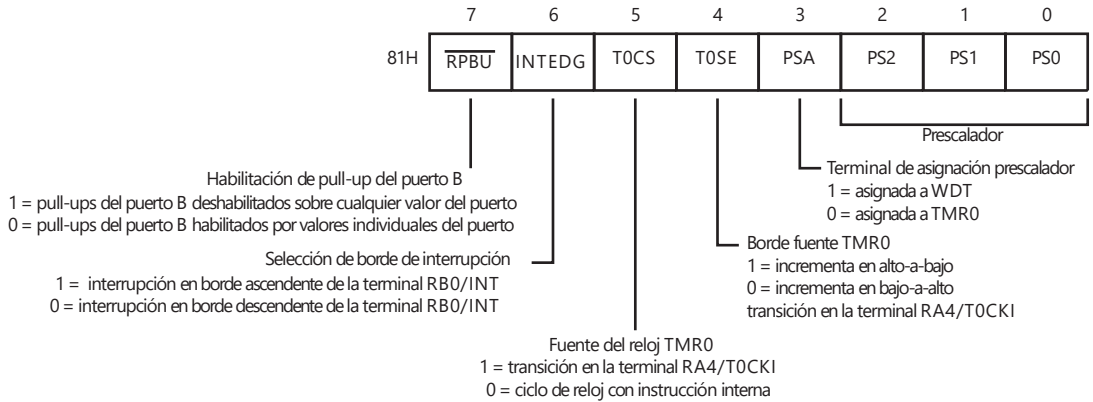 7 6 5 4 3 2 1 0
81H RPBU INTEDG T0CS T0SE PSA PS2 PS1 PS0
Prescalador
Terminal de asignación prescalador
1 = asignada a WDT
0 = asignada a TMR0
Habilitación de pull-up del puerto B
1 = pull-ups del puerto B deshabilitados sobre cualquier valor del puerto
0 = pull-ups del puerto B habilitados por valores individuales del puerto
Borde fuente TMR0
1 = incrementa en alto-a-bajo
0 = incrementa en bajo-a-alto
transición en la terminal RA4/T0CKI
Selección de borde de interrupción
1 = interrupción en borde ascendente de la terminal RB0/INT
0 = interrupción en borde descendente de la terminal RB0/INT
Fuente del reloj TMR0
1 = transición en la terminal RA4/T0CKI
0 = ciclo de reloj con instrucción interna